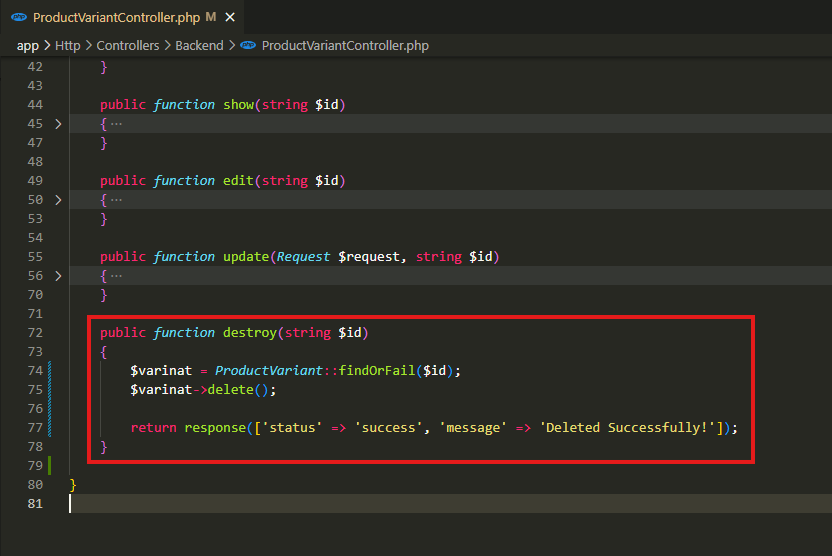 php ProductVariantController.php M ×
app > Http > Controllers > Backend > php ProductVariantController.php
42 }
43
44 public function show(string $id)
45 > { ···
47 }
48
49 public function edit(string $id)
50 > { ···
53 }
54
55 public function update(Request $request, string $id)
56 > { ···
70 }
71
72 public function destroy(string $id)
73 {
74 $varinat = ProductVariant::findOrFail($id);
75 $varinat->delete();
76
77 return response(['status' => 'success', 'message' => 'Deleted Successfully!']);
78 }
79
80 }
81